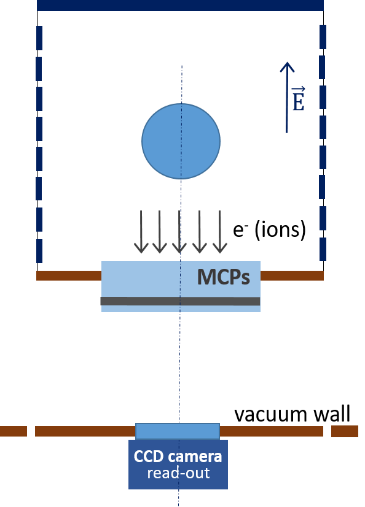 E
e- (ions)
MCPs
vacuum wall
CCD camera
read-out